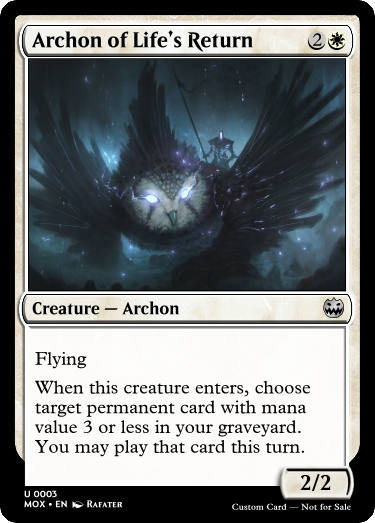 Archon of Life's Return 2
Creature — Archon
Flying
When this creature enters, choose
target permanent card with mana
value 3 or less in your graveyard.
You may play that card this turn.
2/2
U 0003
MOX • EN Rafater
Custom Card — Not for Sale